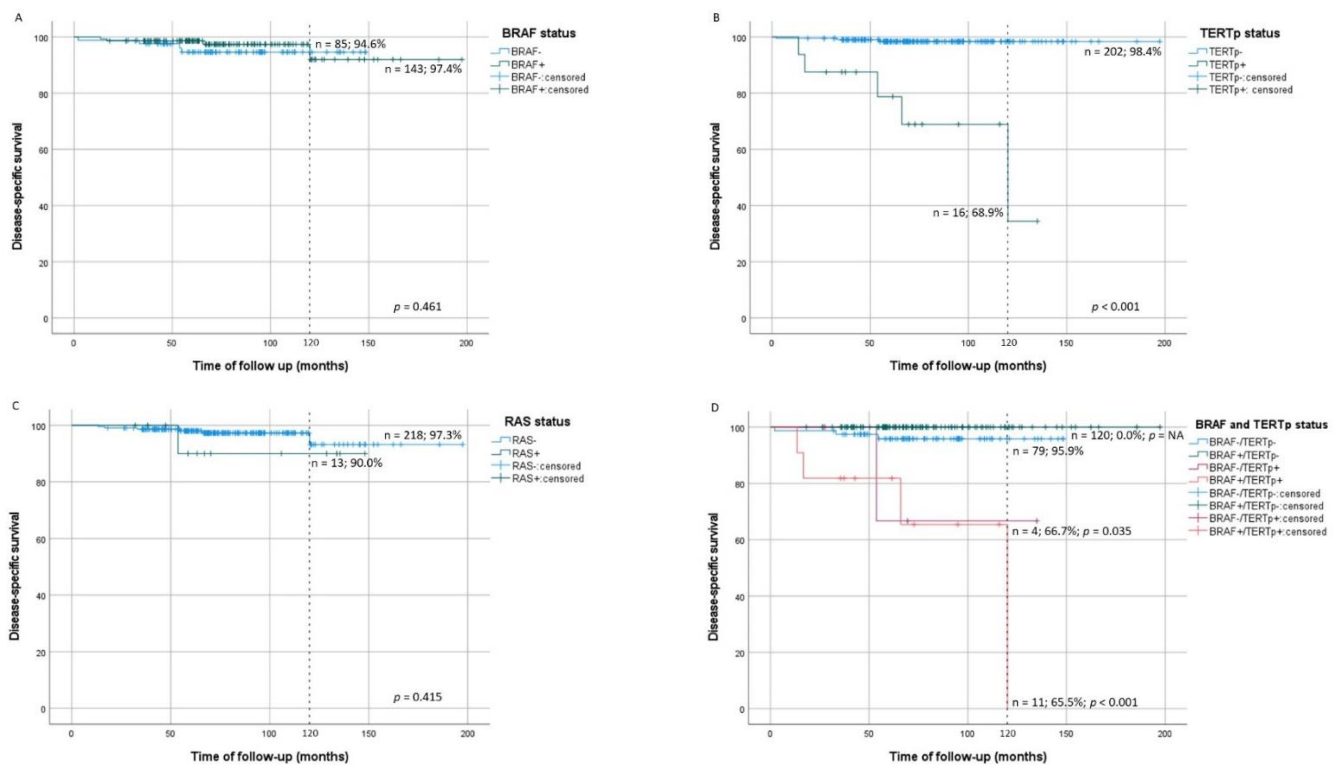 A
BRAF status
BRAF-
BRAF+
BRAF-:censored
BRAF+:censored
n = 85; 94.6%
n = 143; 97.4%
Disease-specific survival
100
80
60
40
20
0
p = 0.461
0 50 100 120 150 200
Time of follow up (months)
B
TERTp status
TERTp-
TERTp+
TERTp-:censored
TERTp+: censored
n = 202; 98.4%
n = 16; 68.9%
Disease-specific survival
100
80
60
40
20
0
p < 0.001
0 50 100 120 150 200
Time of follow-up (months)
C
RAS status
RAS-
RAS+
RAS-:censored
RAS+:censored
n = 218; 97.3%
n = 13; 90.0%
Disease-specific survival
100
80
60
40
20
0
p = 0.415
0 50 100 120 150 200
Time of follow-up (months)
D
BRAF and TERTp status
BRAF-/TERTp-
BRAF+/TERTp-
BRAF-/TERTp+
BRAF+/TERTp+
BRAF-/TERTp-:censored
BRAF+/TERTp-:censored
BRAF-/TERTp+:censored
BRAF+/TERTp+:censored
n = 120; 0.0%; p = NA
n = 79; 95.9%
n = 4; 66.7%; p = 0.035
n = 11; 65.5%; p < 0.001
Disease-specific survival
100
80
60
40
20
0
0 50 100 120 150 200
Time of follow-up (months)